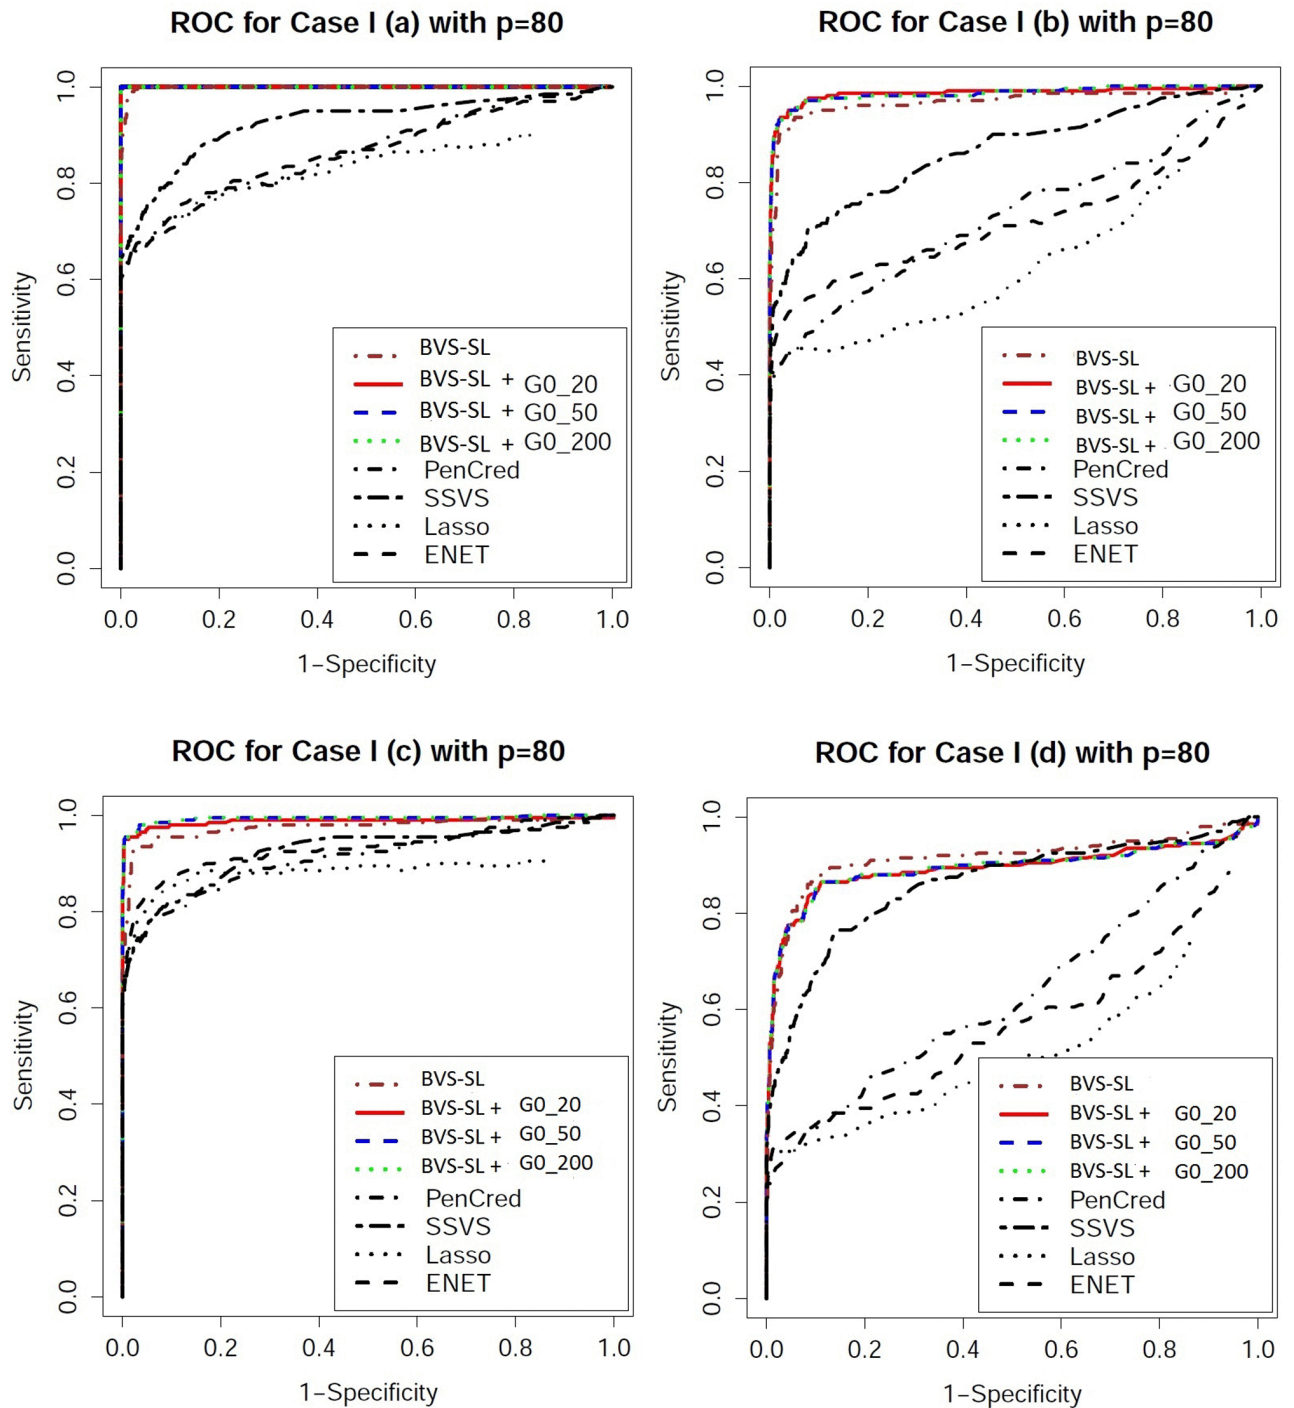 ROC for Case I (a) with p=80
Sensitivity
1.0
0.8
0.6
0.4
0.2
0.0
BVS-SL
BVS-SL + G0_20
BVS-SL + G0_50
BVS-SL + G0_200
PenCred
SSVS
Lasso
ENET
0.0 0.2 0.4 0.6 0.8 1.0
1−Specificity
ROC for Case I (b) with p=80
Sensitivity
1.0
0.8
0.6
0.4
0.2
0.0
BVS-SL
BVS-SL + G0_20
BVS-SL + G0_50
BVS-SL + G0_200
PenCred
SSVS
Lasso
ENET
0.0 0.2 0.4 0.6 0.8 1.0
1−Specificity
ROC for Case I (c) with p=80
Sensitivity
1.0
0.8
0.6
0.4
0.2
0.0
BVS-SL
BVS-SL + G0_20
BVS-SL + G0_50
BVS-SL + G0_200
PenCred
SSVS
Lasso
ENET
0.0 0.2 0.4 0.6 0.8 1.0
1−Specificity
ROC for Case I (d) with p=80
Sensitivity
1.0
0.8
0.6
0.4
0.2
0.0
BVS-SL
BVS-SL + G0_20
BVS-SL + G0_50
BVS-SL + G0_200
PenCred
SSVS
Lasso
ENET
0.0 0.2 0.4 0.6 0.8 1.0
1−Specificity